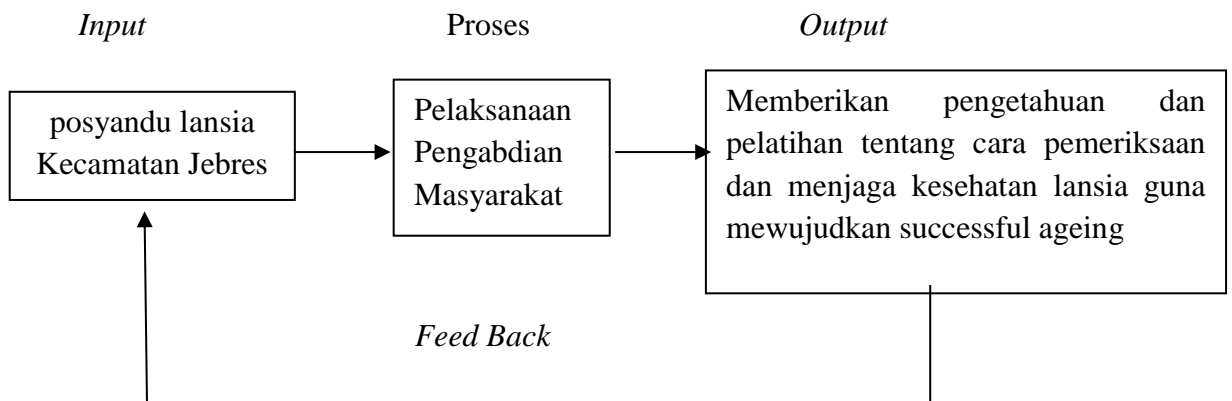 Input
Proses
Output
posyandu lansia
Kecamatan Jebres
Pelaksanaan
Pengabdian
Masyarakat
Memberikan pengetahuan dan
pelatihan tentang cara pemeriksaan
dan menjaga kesehatan lansia guna
mewujudkan successful ageing
Feed Back